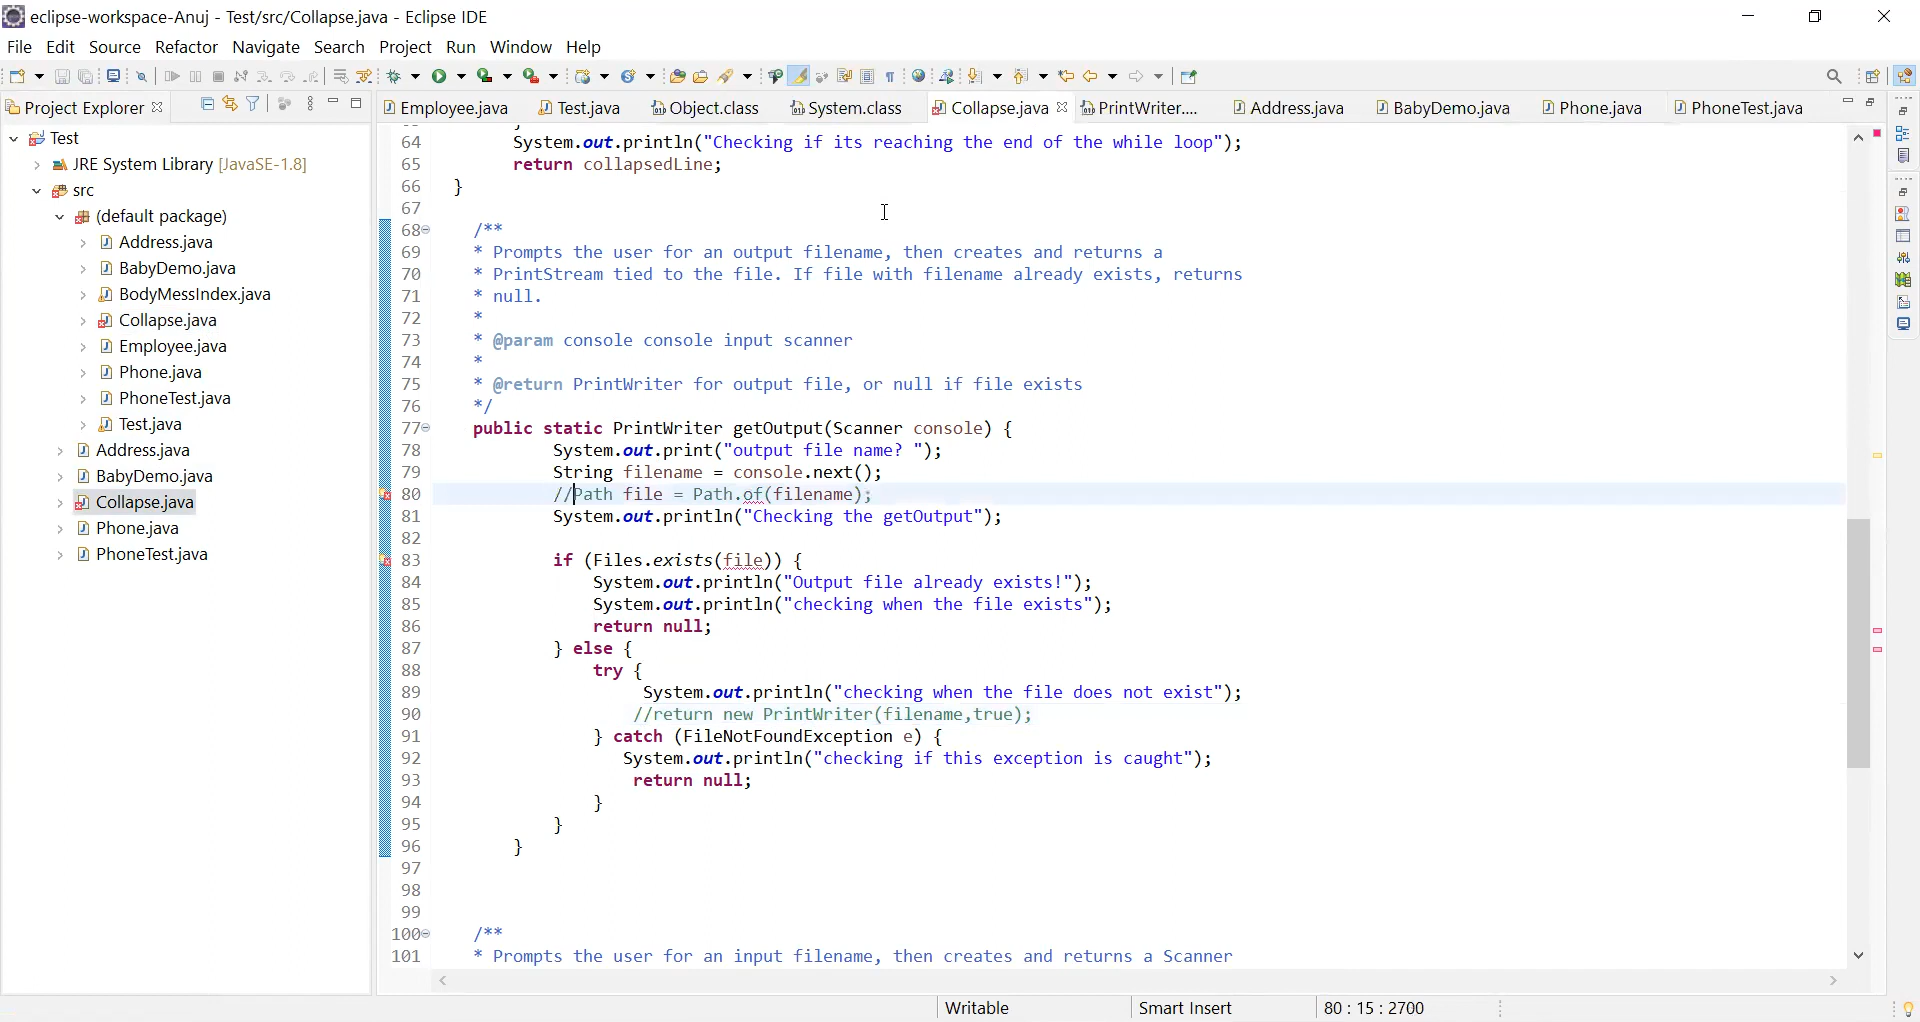 eclipse-workspace-Anuj - Test/src/Collapse.java - Eclipse IDE
File Edit Source Refactor Navigate Search Project Run Window Help
Project Explorer
Employee.java Test.java Object.class System.class Collapse.java PrintWriter.... Address.java BabyDemo.java Phone.java PhoneTest.java
Test
JRE System Library [JavaSE-1.8]
src
(default package)
Address.java
BabyDemo.java
BodyMessIndex.java
Collapse.java
Employee.java
Phone.java
PhoneTest.java
Test.java
Address.java
BabyDemo.java
Collapse.java
Phone.java
PhoneTest.java
64 System.out.println("Checking if its reaching the end of the while loop");
65 return collapsedLine;
66 }
67
68 /**
69 * Prompts the user for an output filename, then creates and returns a
70 * PrintStream tied to the file. If file with filename already exists, returns
71 * null.
72 *
73 * @param console console input scanner
74 *
75 * @return PrintWriter for output file, or null if file exists
76 */
77 public static PrintWriter getOutput(Scanner console) {
78 System.out.print("output file name? ");
79 String filename = console.next();
80 //Path file = Path.of(filename);
81 System.out.println("Checking the getOutput");
82
83 if (Files.exists(file)) {
84 System.out.println("Output file already exists!");
85 System.out.println("checking when the file exists");
86 return null;
87 } else {
88 try {
89 System.out.println("checking when the file does not exist");
90 //return new PrintWriter(filename,true);
91 } catch (FileNotFoundException e) {
92 System.out.println("checking if this exception is caught");
93 return null;
94 }
95 }
96 }
97
98
99
100 /**
101 * Prompts the user for an input filename, then creates and returns a Scanner
Writable Smart Insert 80 : 15 : 2700